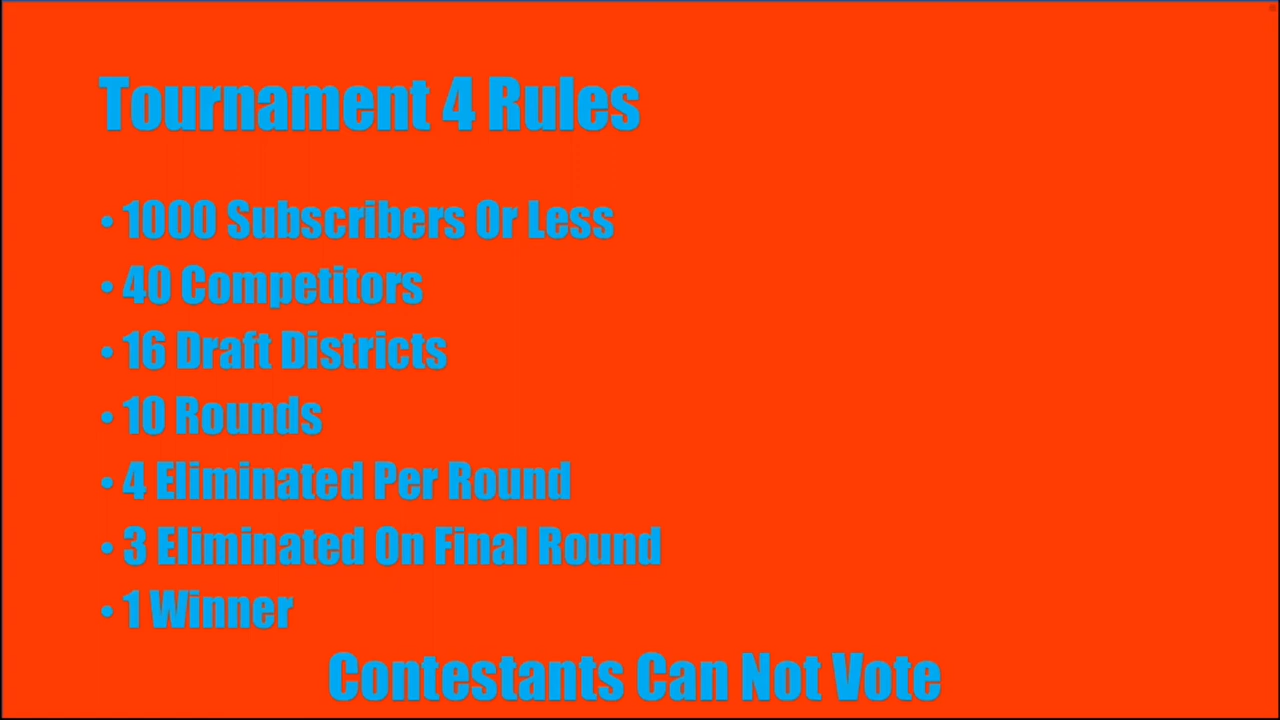 Tournament 4 Rules
• 1000 Subscribers Or Less
• 40 Competitors
• 16 Draft Districts
• 10 Rounds
• 4 Eliminated Per Round
• 3 Eliminated On Final Round
• 1 Winner
Contestants Can Not Vote